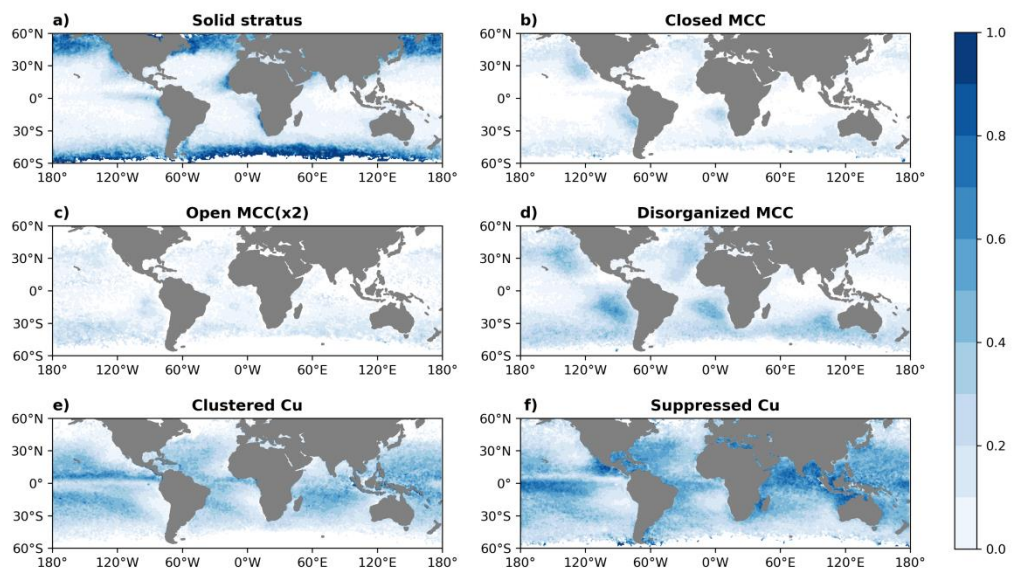 a) Solid stratus
b) Closed MCC
60°N
30°N
0°
30°S
60°S
180° 120°W 60°W 0°W 60°E 120°E 180°
60°N
30°N
0°
30°S
60°S
180° 120°W 60°W 0°W 60°E 120°E 180°
c) Open MCC(x2)
d) Disorganized MCC
60°N
30°N
0°
30°S
60°S
180° 120°W 60°W 0°W 60°E 120°E 180°
60°N
30°N
0°
30°S
60°S
180° 120°W 60°W 0°W 60°E 120°E 180°
e) Clustered Cu
f) Suppressed Cu
60°N
30°N
0°
30°S
60°S
180° 120°W 60°W 0°W 60°E 120°E 180°
60°N
30°N
0°
30°S
60°S
180° 120°W 60°W 0°W 60°E 120°E 180°
1.0
0.8
0.6
0.4
0.2
0.0